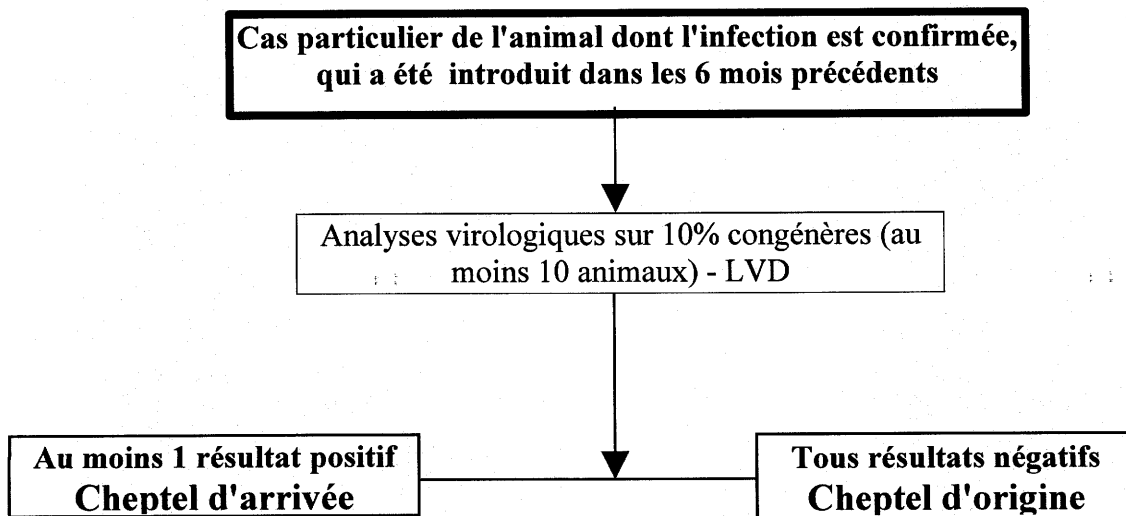 Cas particulier de l'animal dont l'infection est confirmée,
qui a été introduit dans les 6 mois précédents
Analyses virologiques sur 10% congénères (au
moins 10 animaux) - LVD
Au moins 1 résultat positif
Cheptel d'arrivée
Tous résultats négatifs
Cheptel d'origine